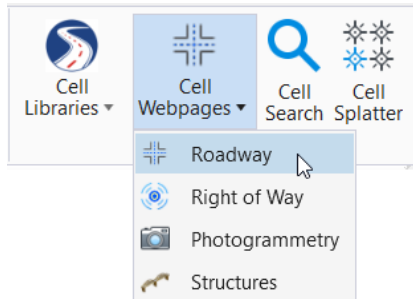 Cell
Libraries
Cell
Webpages
Cell
Search
Cell
Splatter
Roadway
Right of Way
Photogrammetry
Structures